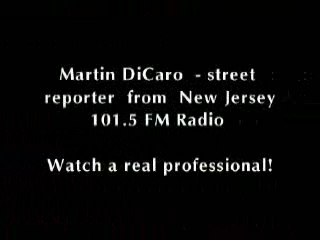 Martin DiCaro - street
reporter from New Jersey
101.5 FM Radio
Watch a real professional!